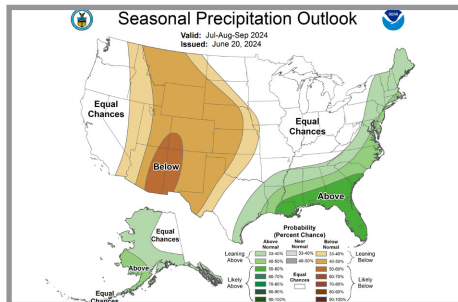 Seasonal Precipitation Outlook
Valid: Jul-Aug-Sep 2024
Issued: June 20, 2024
Equal
Chances
Equal
Chances
Below
Above
Equal
Chances
Above
Equal
Chances
Probability
(Percent Chance)
Above
Normal
Near
Normal
Below
Normal
Leaning
Above
33-40%
40-50%
50-60%
60-70%
70-80%
80-90%
90-100%
Likely
Above
33-40%
40-50%
Equal
Chances
33-40%
40-50%
50-60%
60-70%
70-80%
80-90%
90-100%
Leaning
Below
Likely
Below